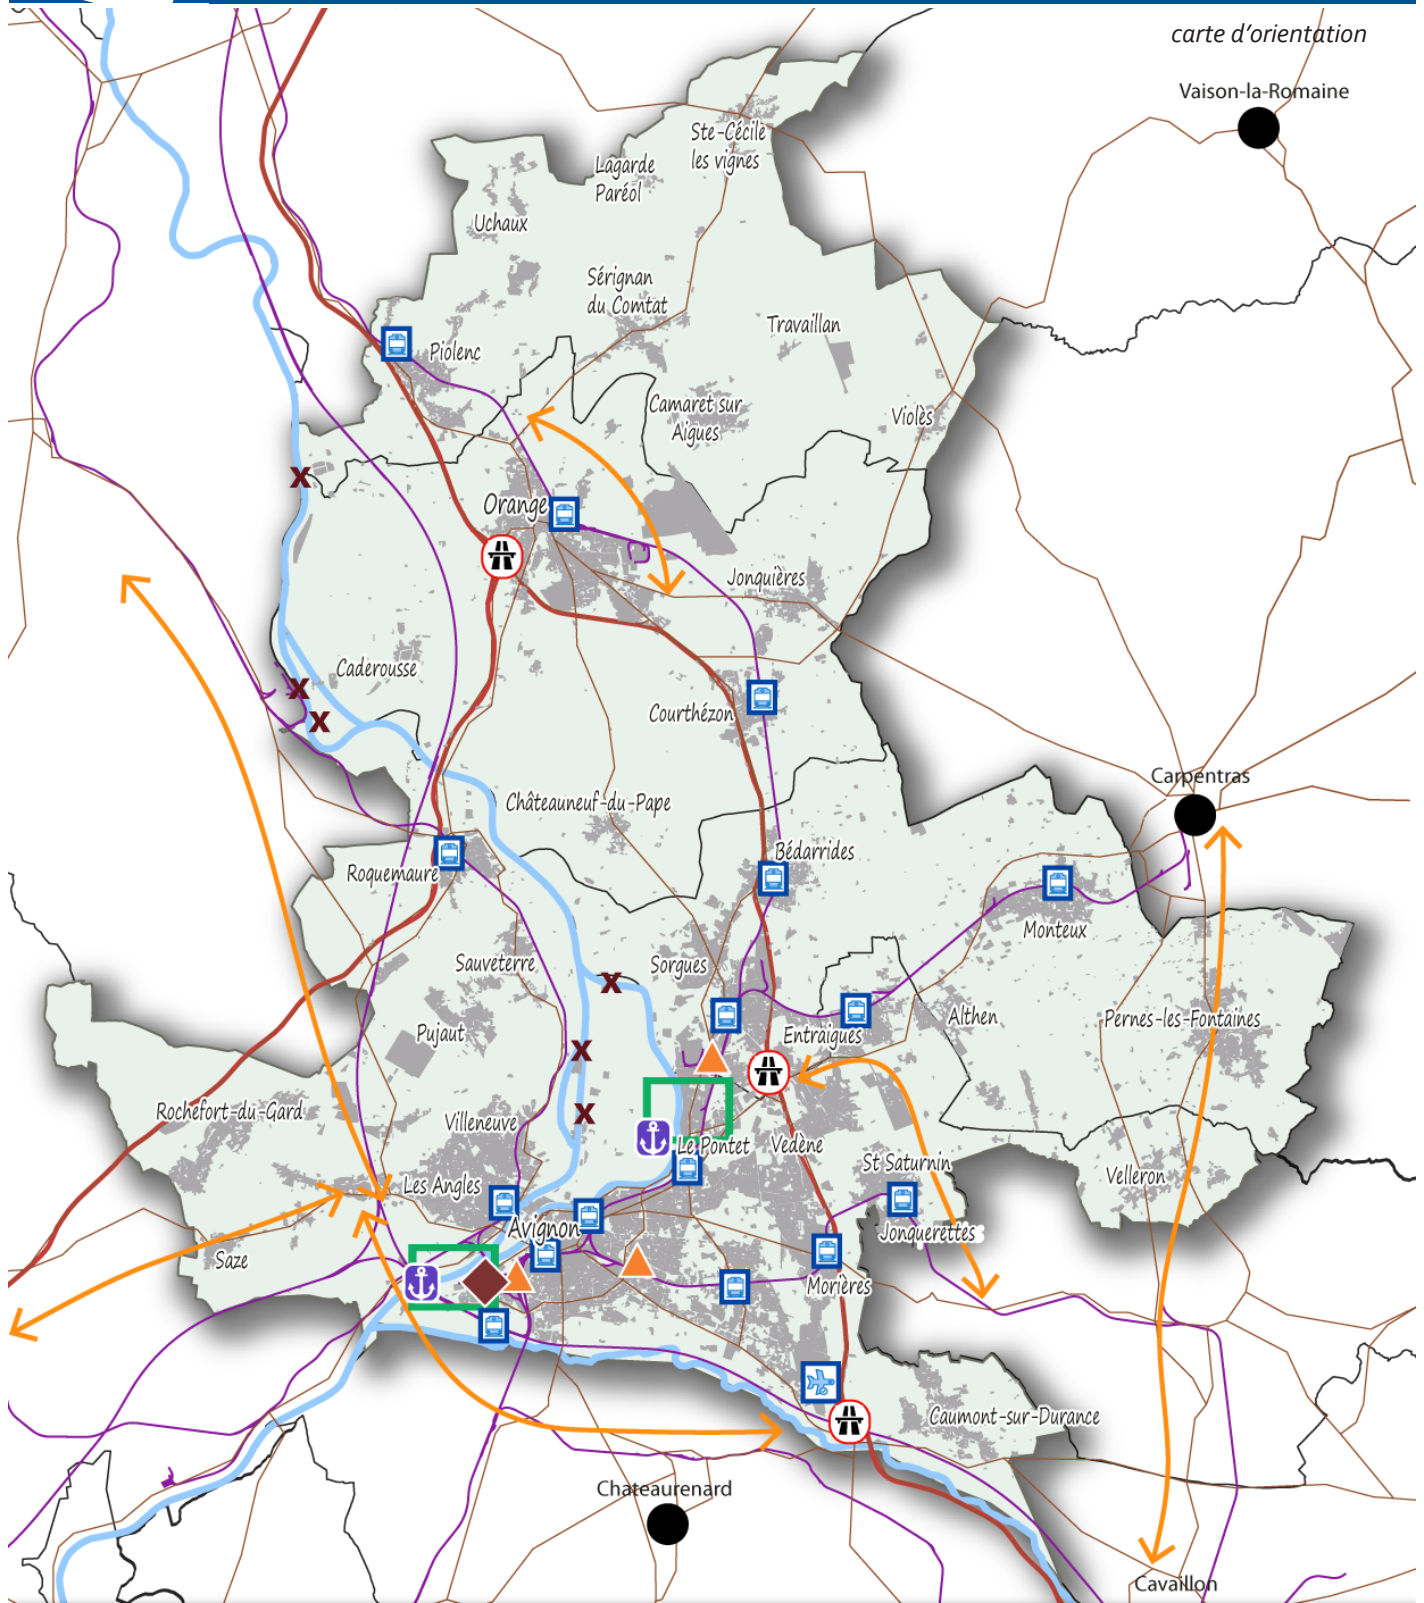 carte d'orientation
Vaison-la-Romaine
Ste-Cécile
les vignes
Lagarde
Paréol
Uchaux
Sérignan
du Comtat
Travaillan
Piolenc
Camaret sur
Aigues
Violès
X
Orange
Jonquières
Caderousse
X
X
Courthézon
Carpentras
Châteauneuf-du-Pape
Bédarrides
Roquemaure
Monteux
Sauveterre
Sorgues
X
Althen
Pernes-les-Fontaines
Pujaut
Entraigues
X
Rochefort-du-Gard
Villeneuve
X
Le Pontet
Vedène
St Saturnin
Velleron
Les Angles
Avignon
Jonquerettes
Saze
Morières
Caumont-sur-Durance
Chateaurenard
Cavaillon